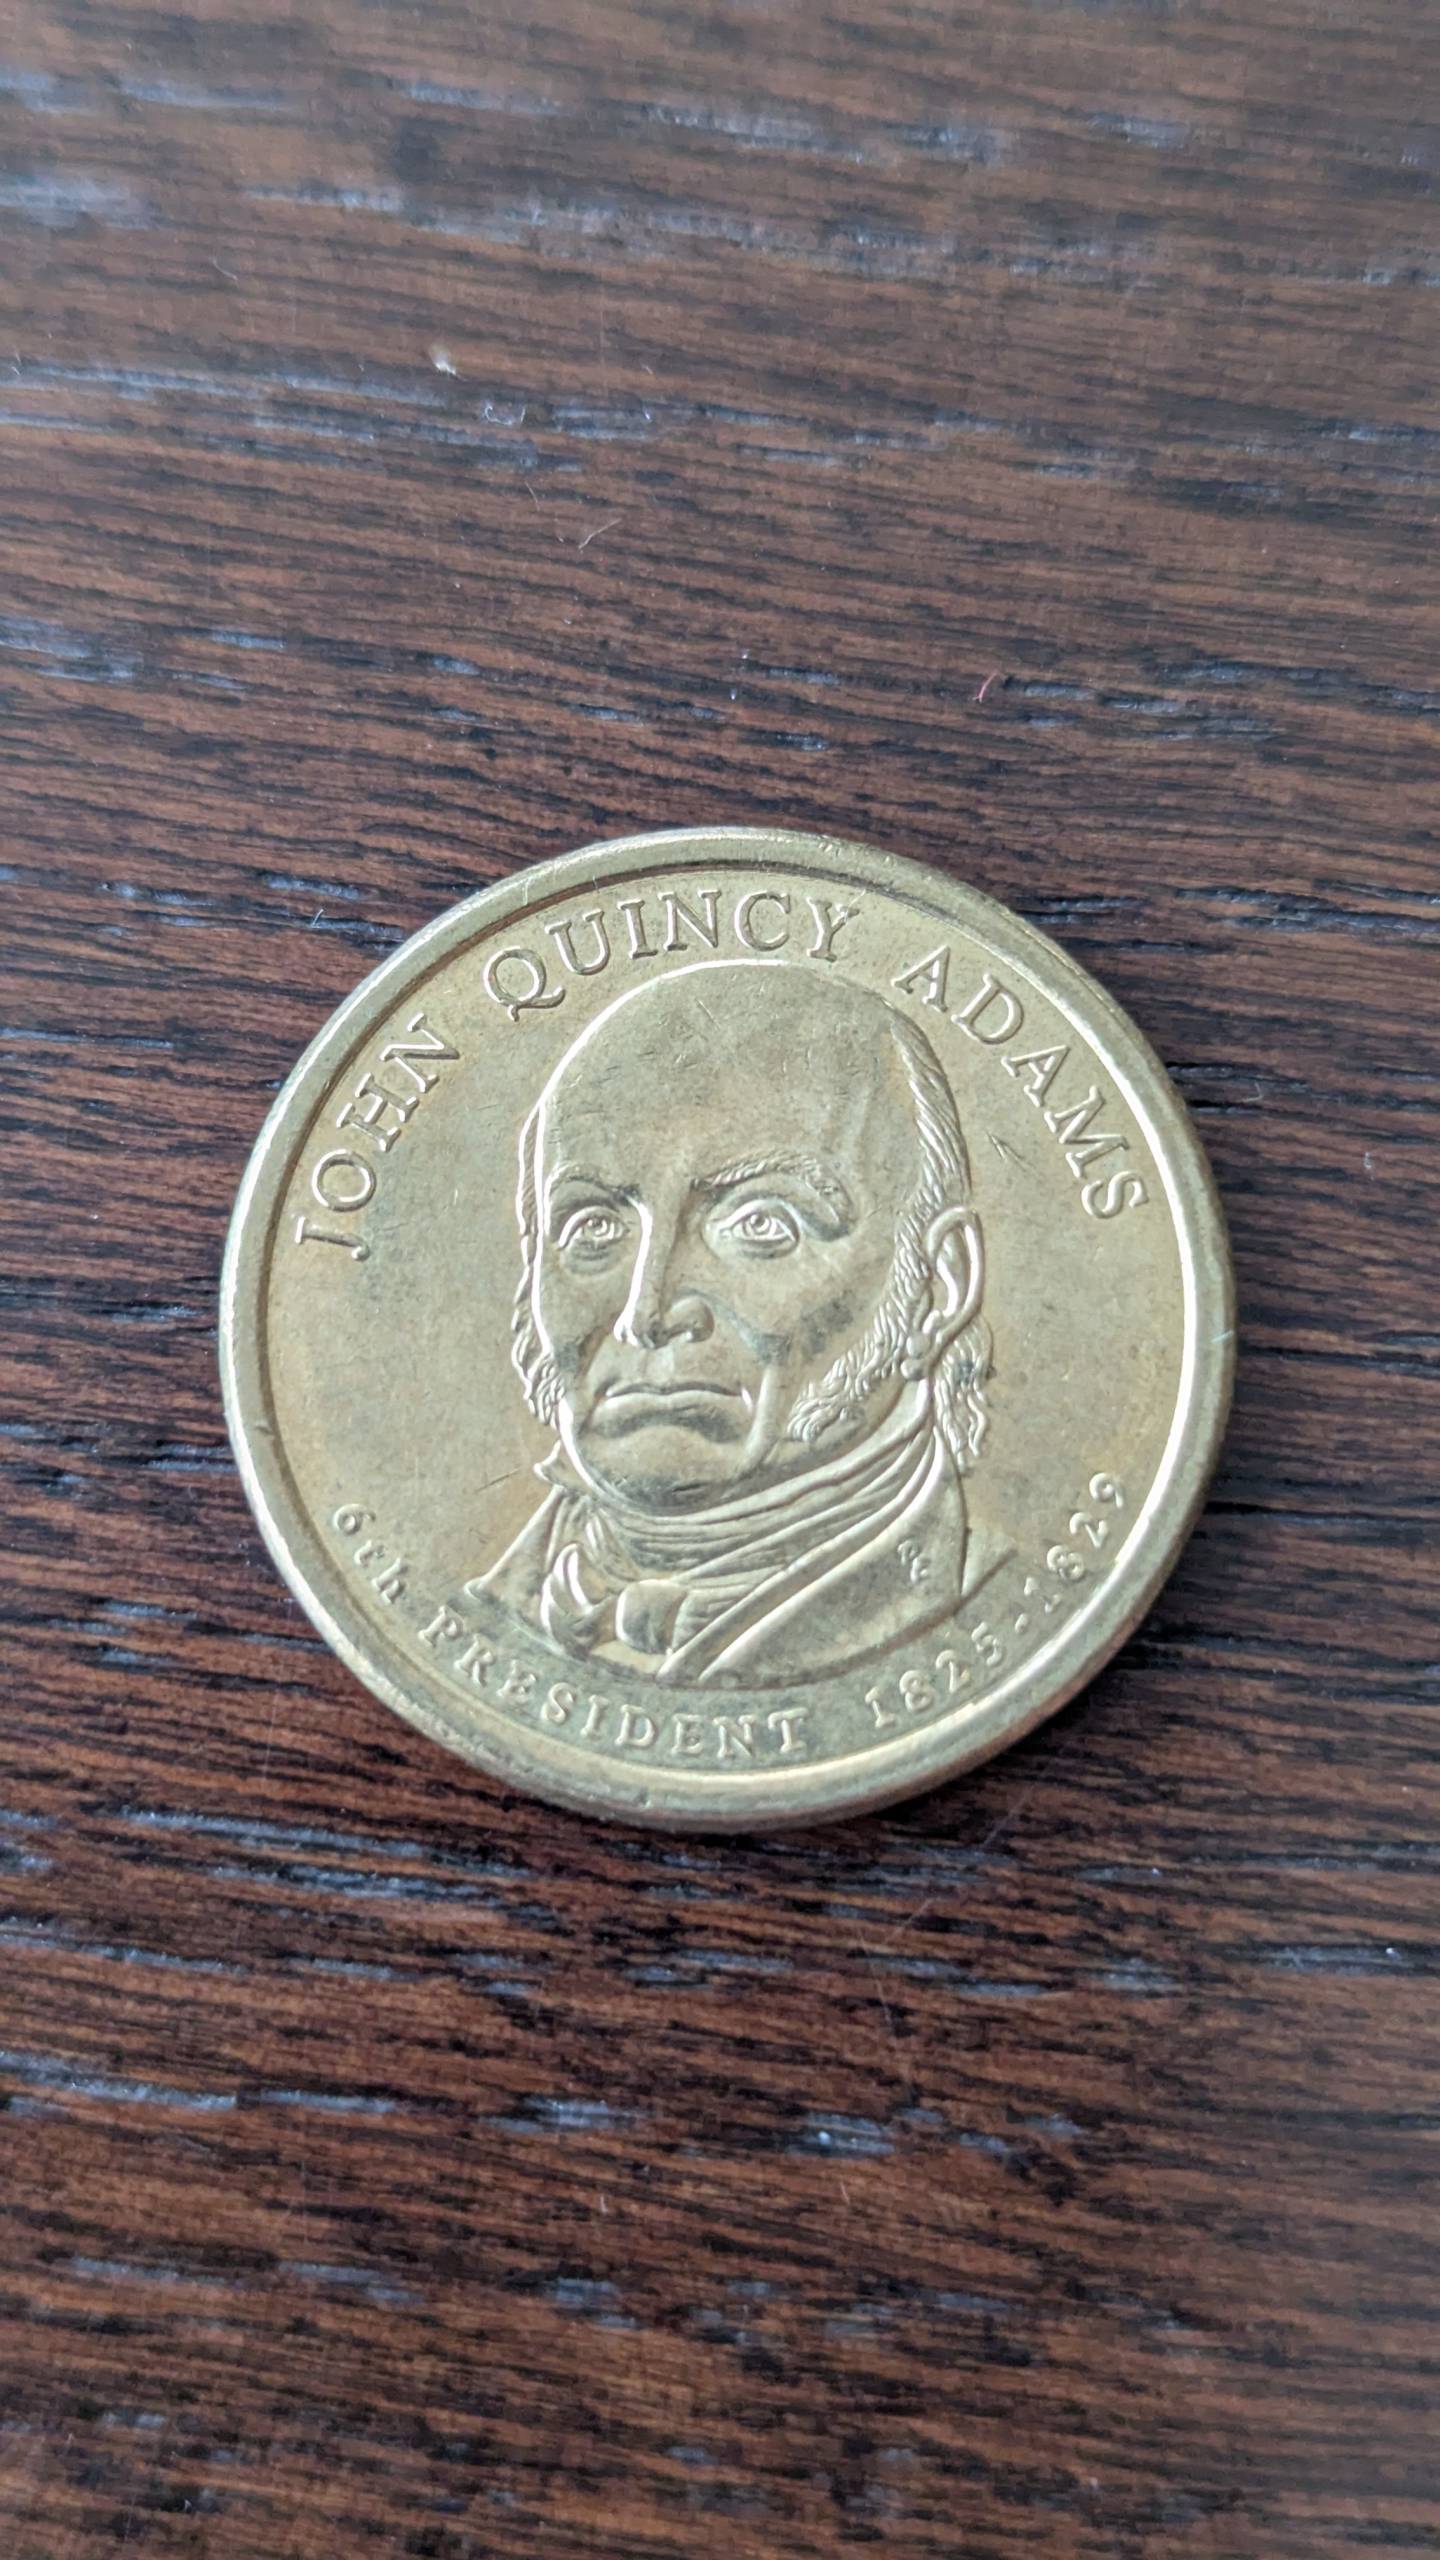 JOHN QUINCY ADAMS
6th PRESIDENT 1825-1829